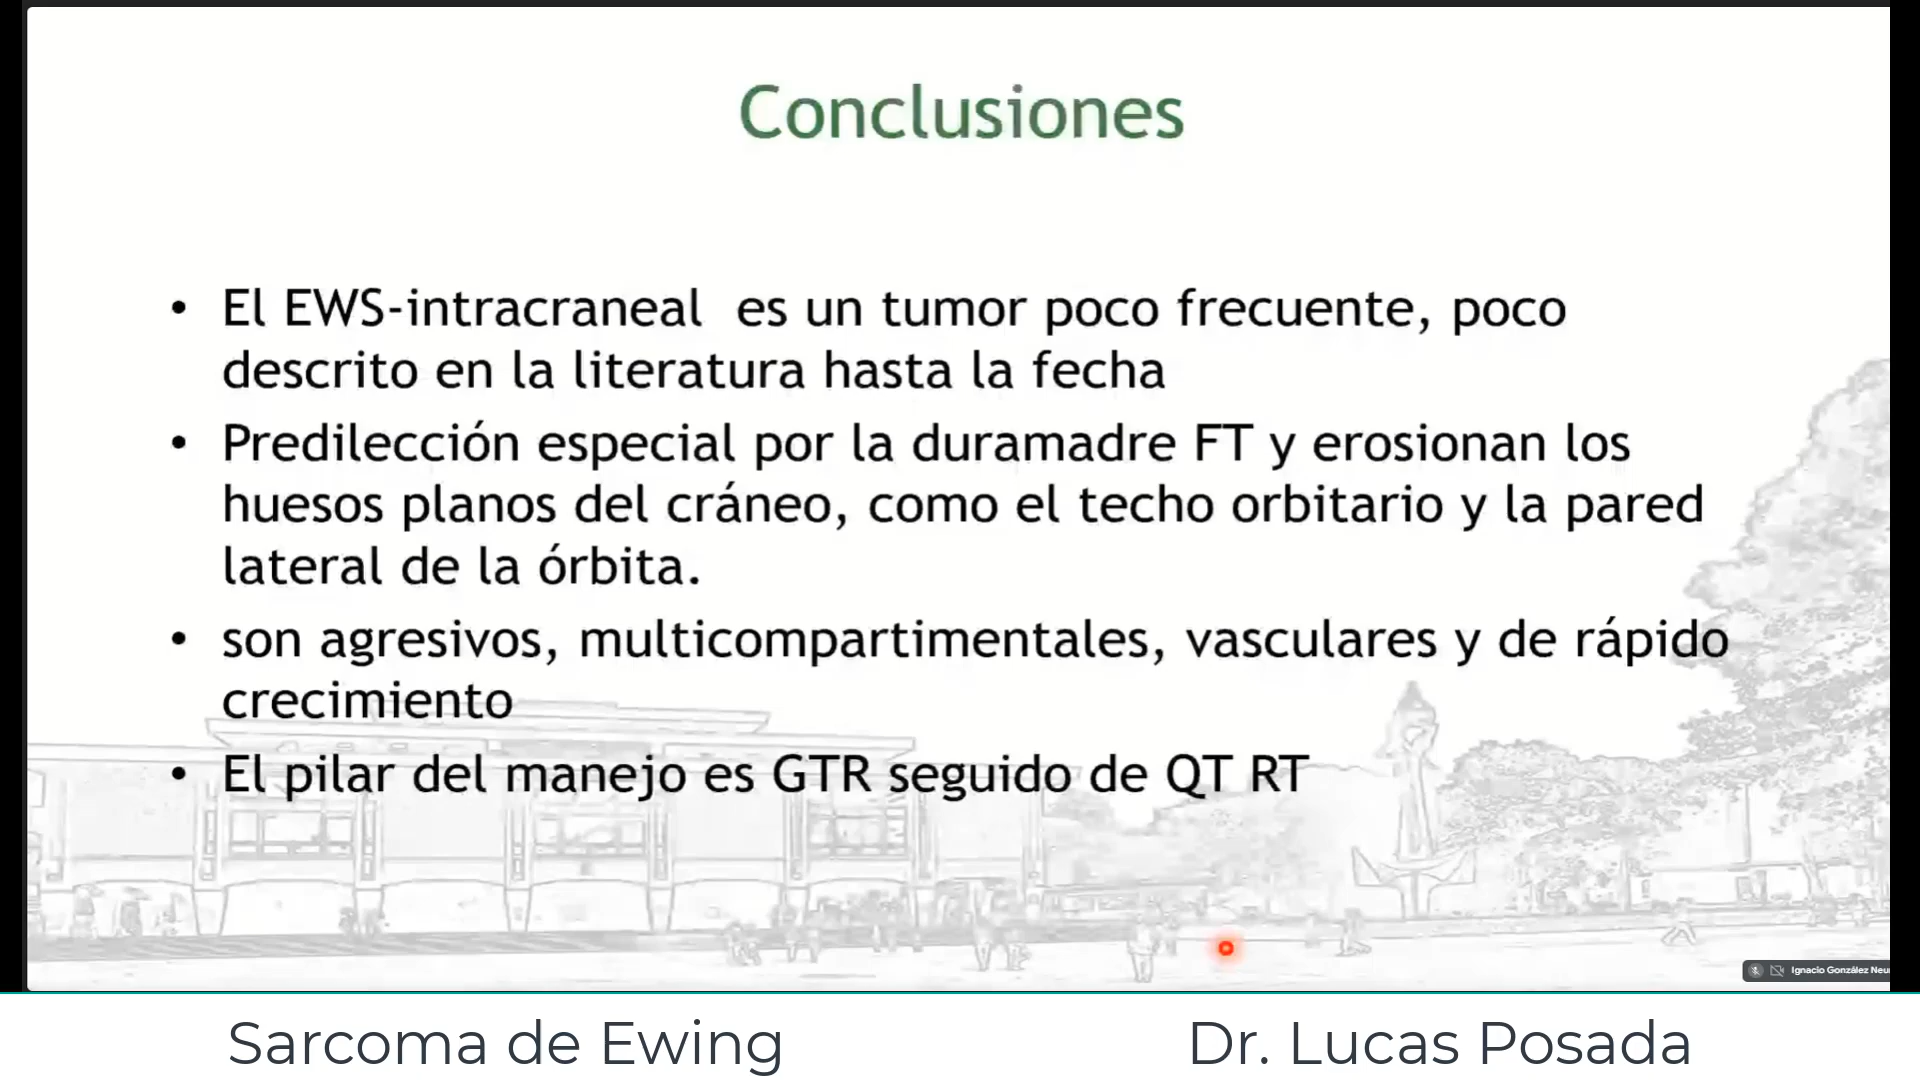 Conclusiones
• El EWS-intracraneal es un tumor poco frecuente, poco
descrito en la literatura hasta la fecha
• Predilección especial por la duramadre FT y erosionan los
huesos planos del cráneo, como el techo orbitario y la pared
lateral de la órbita.
• son agresivos, multicompartimentales, vasculares y de rápido
crecimiento
• El pilar del manejo es GTR seguido de QT RT
Ignacio González Neu
Sarcoma de Ewing
Dr. Lucas Posada